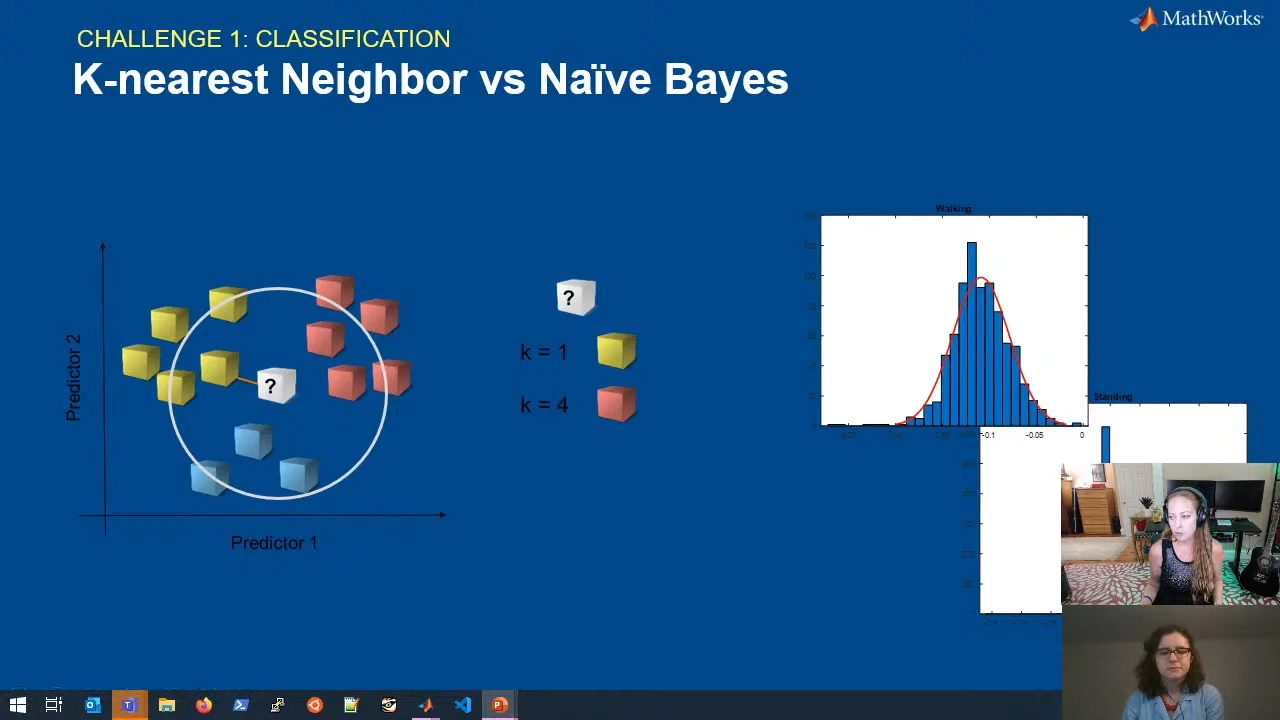 CHALLENGE 1: CLASSIFICATION
MathWorks
K-nearest Neighbor vs Naïve Bayes
Predictor 2
?
Predictor 1
?
k = 1
k = 4
Walking
-0.1
-0.05
0
Standing